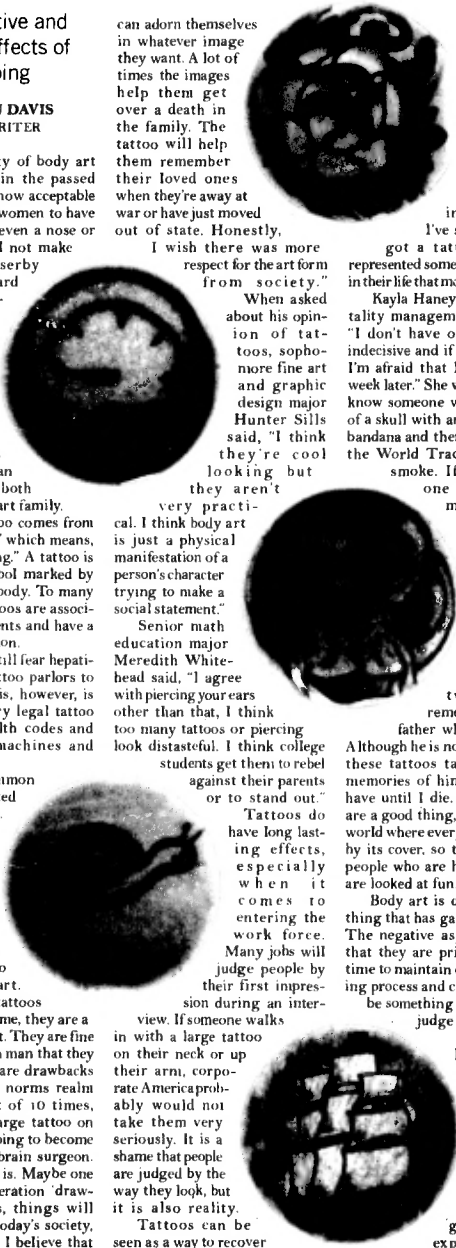 tive and
ffects of
ing
DAVIS
RITER
y of body art
in the passed
now acceptable
women to have
even a nose or
not make
serby
ard
an
both
art family.
oo comes from
which means,
g." A tattoo is
ol marked by
body. To many
oos are associ-
nts and have a
on.
till fear hepati-
ttoo parlors to
is, however, is
ry legal tattoo
lth codes and
machines and
mmon
ed
o
art.
attoos
me, they are a
t. They are fine
man that they
are drawbacks
norms realm
of 10 times,
arge tattoo on
ing to become
brain surgeon.
is. Maybe one
eration draw-
s, things will
oday's society,
I believe that
can adorn themselves
in whatever image
they want. A lot of
times the images
help them get
over a death in
the family. The
tattoo will help
them remember
their loved ones
when they're away at
war or have just moved
out of state. Honestly,
I wish there was more
respect for the art form
from society."
When asked
about his opin-
ion of tat-
toos, sopho-
more fine art
and graphic
design major
Hunter Sills
said, "I think
they're cool
looking but
they aren't
very practi-
cal. I think body art
is just a physical
manifestation of a
person's character
trying to make a
social statement."
Senior math
education major
Meredith White-
head said, "I agree
with piercing your ears
other than that, I think
too many tattoos or piercing
look distasteful. I think college
students get them to rebel
against their parents
or to stand out."
Tattoos do
have long last-
ing effects,
especially
when it
comes to
entering the
work force.
Many jobs will
judge people by
their first impres-
sion during an inter-
view. If someone walks
in with a large tattoo
on their neck or up
their arm, corpo-
rate America prob-
ably would not
take them very
seriously. It is a
shame that people
are judged by the
way they look, but
it is also reality.
Tattoos can be
seen as a way to recover
in
I've s
got a tatt
represented some
in their life that ma
Kayla Haney
tality managem
"I don't have o
indecisive and if
I'm afraid that I
week later." She w
know someone w
of a skull with an
bandana and the
the World Trac
smoke. If
one
m
tv
reme
father wh
Although he is no
these tattoos ta
memories of him
have until I die.
are a good thing,
world where every
by its cover, so t
people who are h
are looked at fun
Body art is o
thing that has ga
The negative as
that they are pri
time to maintain
ing process and c
be something
judge
g
exp